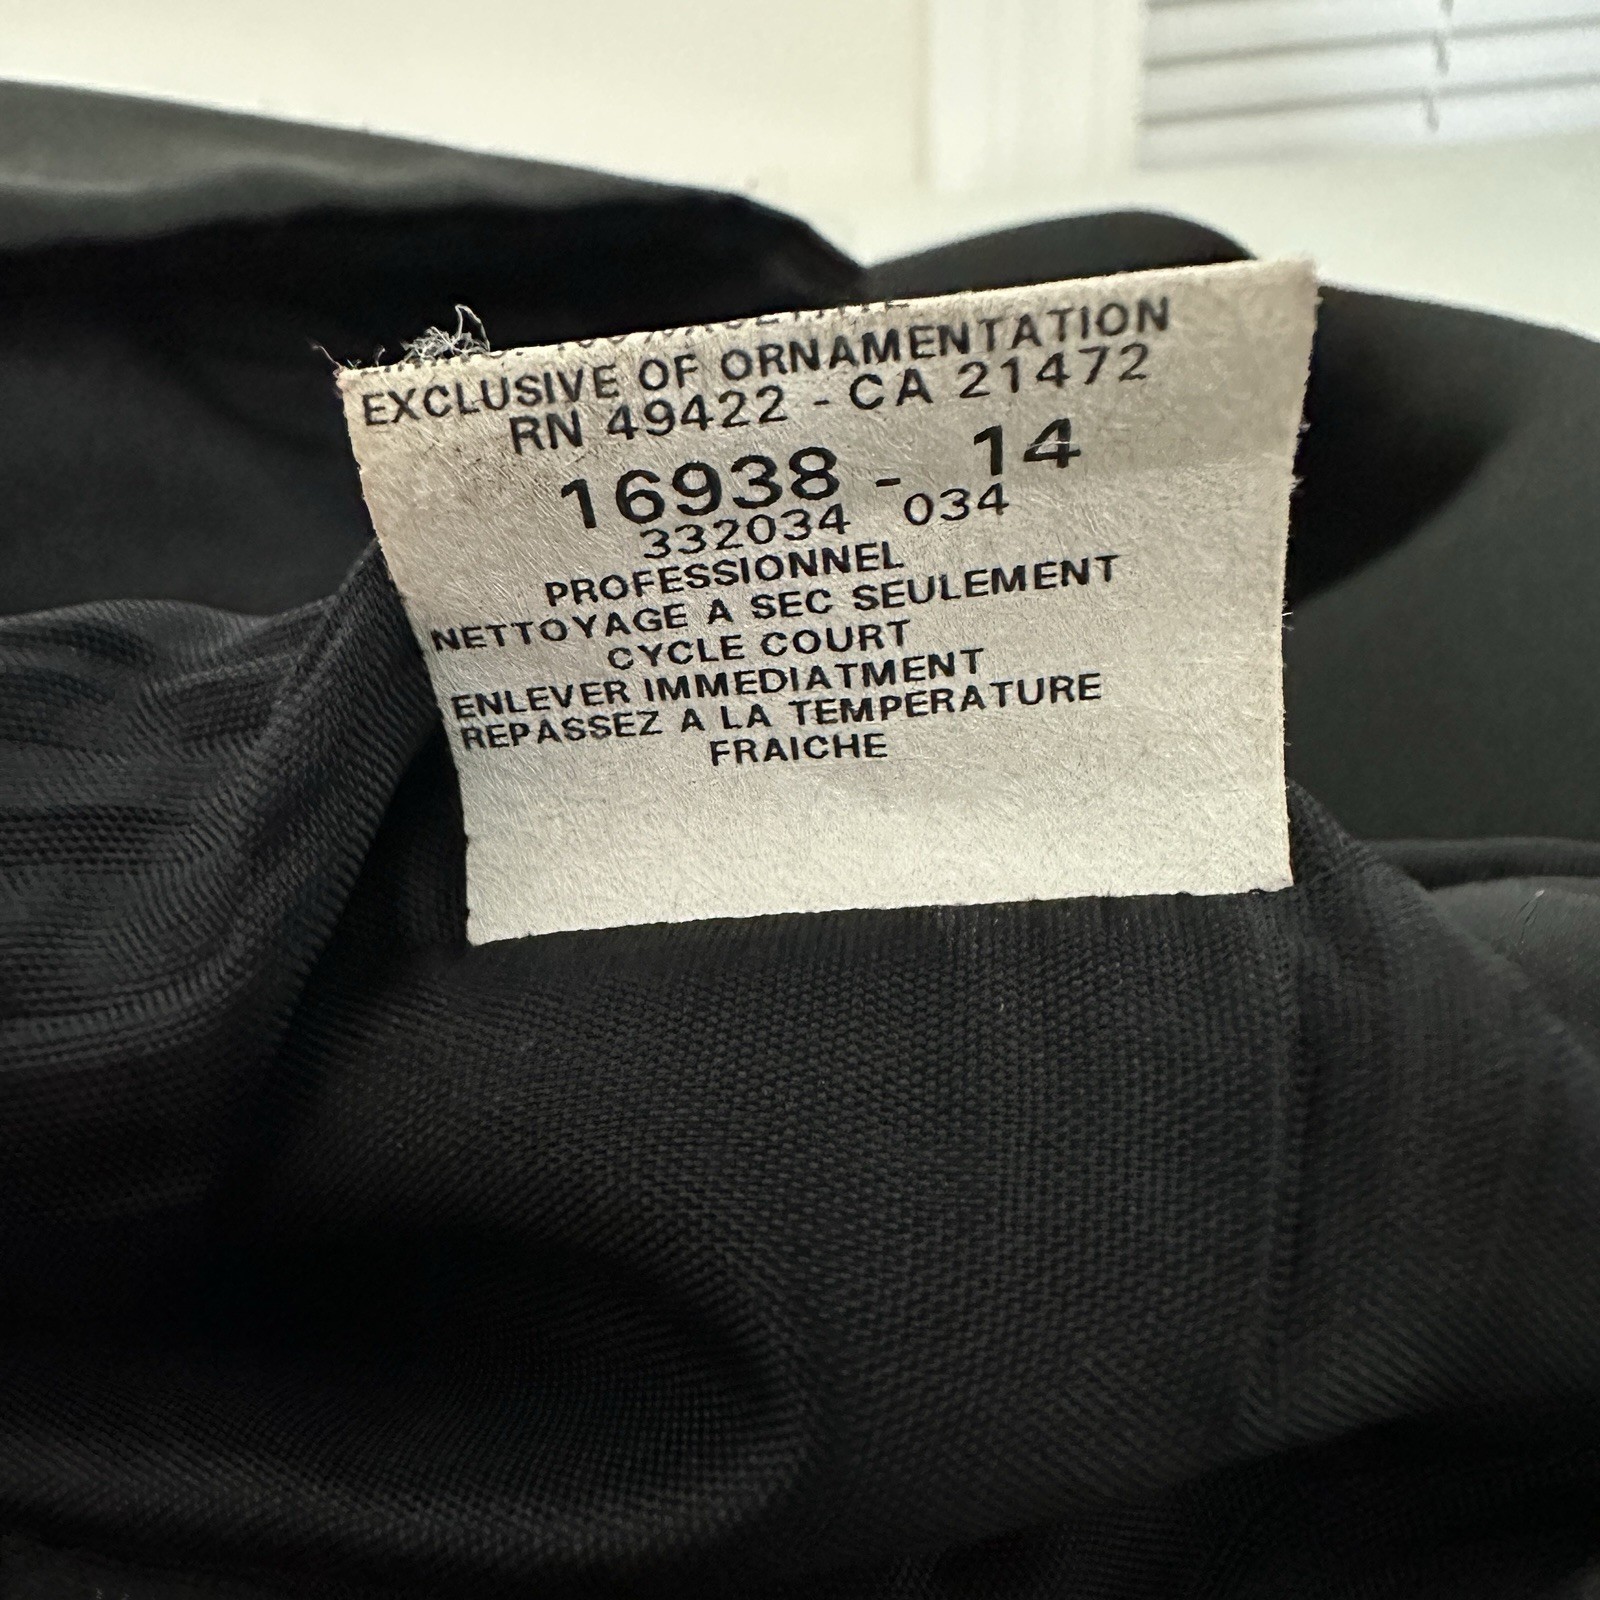 EXCLUSIVE OF ORNAMENTATION
RN 49422 - CA 21472
16938 - 14
332034 034
PROFESSIONNEL
NETTOYAGE A SEC SEULEMENT
CYCLE COURT
ENLEVER IMMEDIATMENT
REPASSEZ A LA TEMPERATURE
FRAICHE